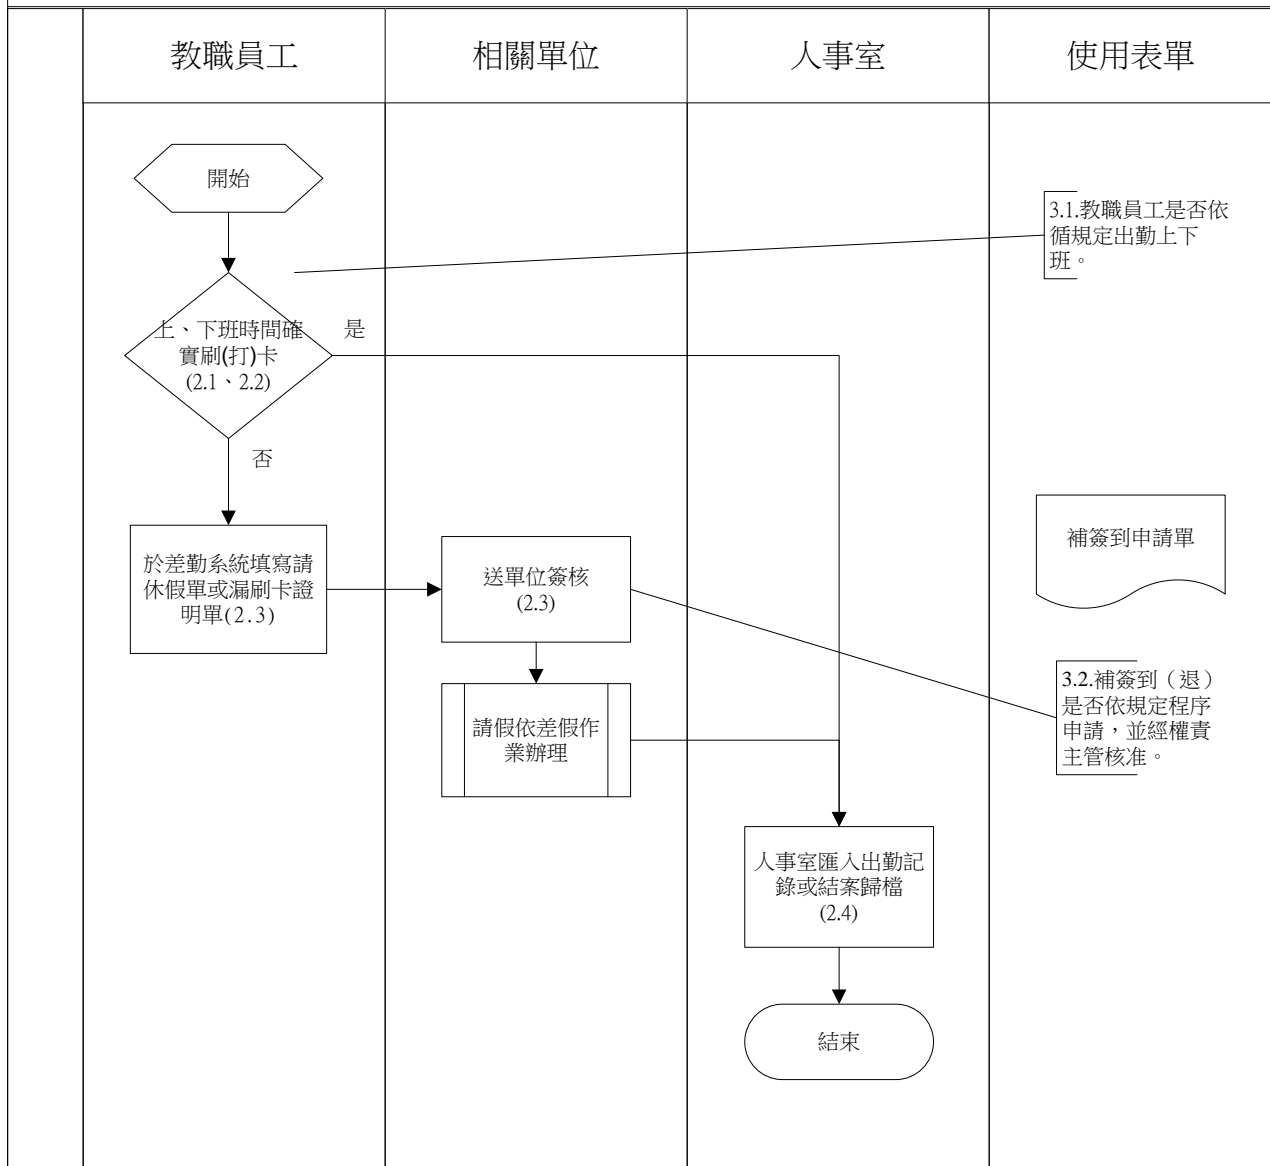 教職員工
相關單位
人事室
使用表單
開始
3.1.教職員工是否依
循規定出勤上下
班。
上、下班時間確
實刷(打)卡
(2.1、2.2)
是
否
於差勤系統填寫請
休假單或漏刷卡證
明單(2.3)
送單位簽核
(2.3)
補簽到申請單
請假依差假作
業辦理
3.2.補簽到（退）
是否依規定程序
申請，並經權責
主管核准。
人事室匯入出勤記
錄或結案歸檔
(2.4)
結束